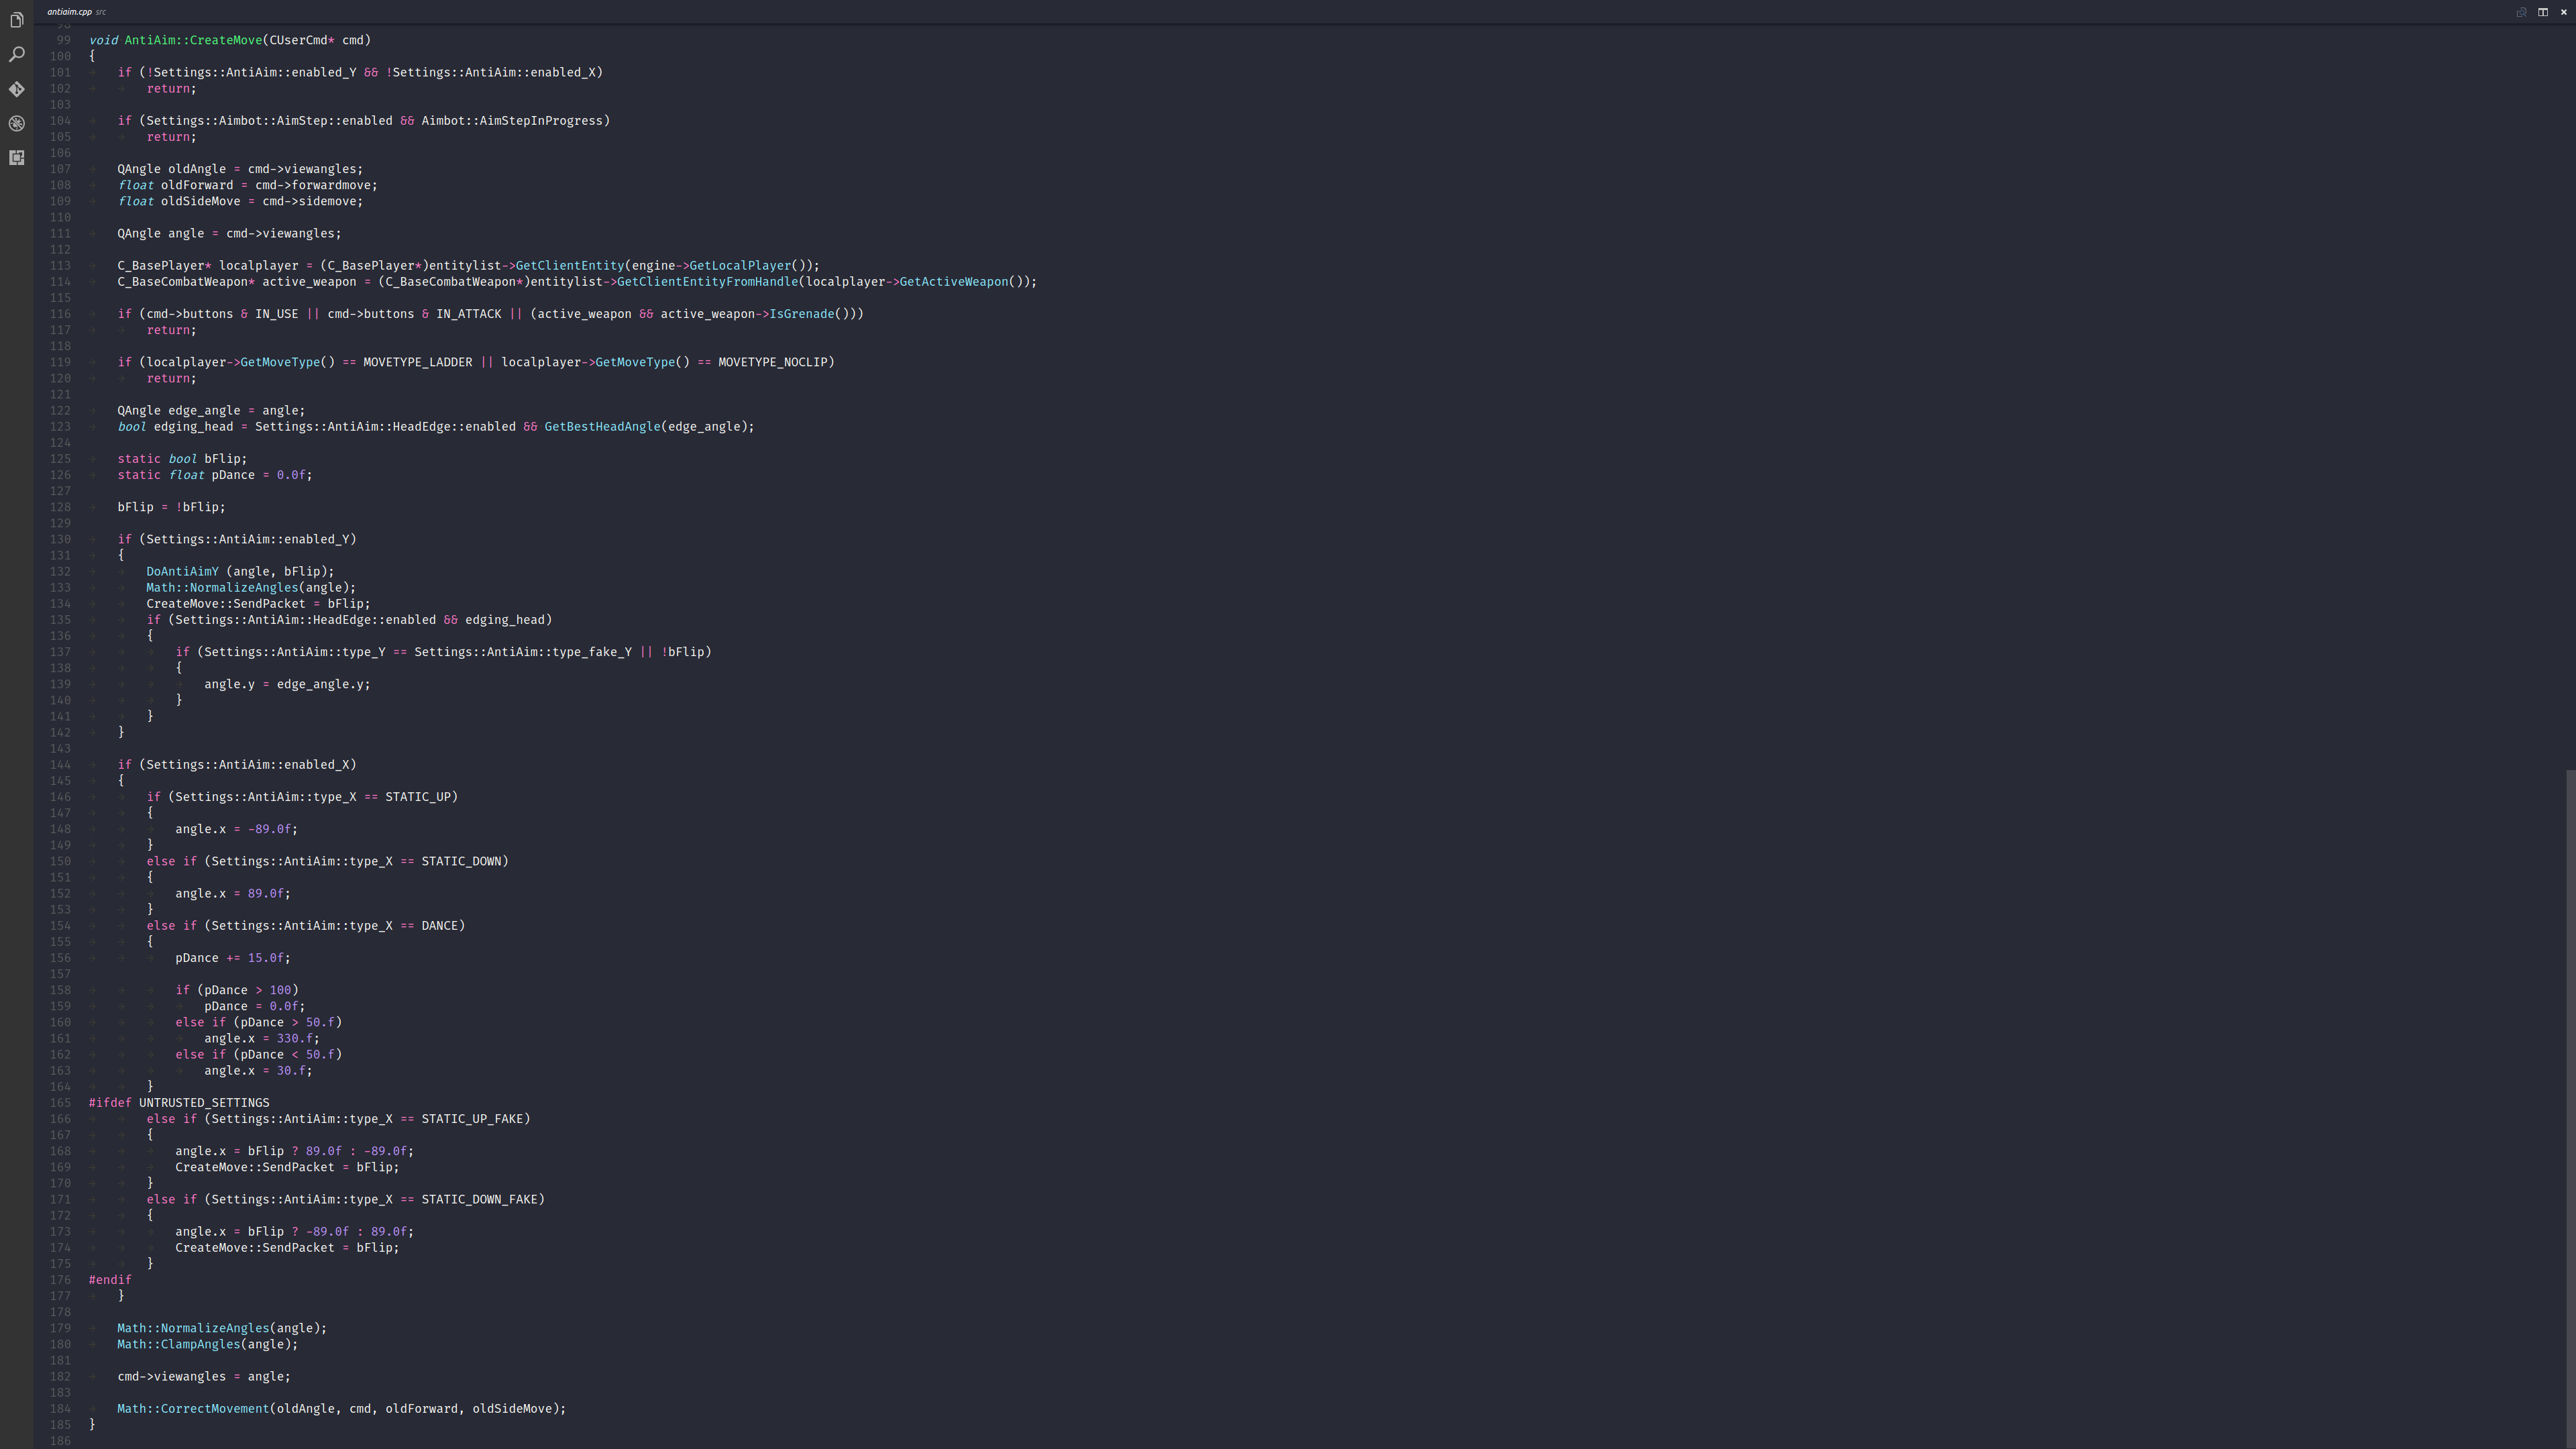 antiaim.cpp src
98
99 void AntiAim::CreateMove(CUserCmd* cmd)
100 {
101 if (!Settings::AntiAim::enabled_Y && !Settings::AntiAim::enabled_X)
102 return;
103
104 if (Settings::Aimbot::AimStep::enabled && Aimbot::AimStepInProgress)
105 return;
106
107 QAngle oldAngle = cmd->viewangles;
108 float oldForward = cmd->forwardmove;
109 float oldSideMove = cmd->sidemove;
110
111 QAngle angle = cmd->viewangles;
112
113 C_BasePlayer* localplayer = (C_BasePlayer*)entitylist->GetClientEntity(engine->GetLocalPlayer());
114 C_BaseCombatWeapon* active_weapon = (C_BaseCombatWeapon*)entitylist->GetClientEntityFromHandle(localplayer->GetActiveWeapon());
115
116 if (cmd->buttons & IN_USE || cmd->buttons & IN_ATTACK || (active_weapon && active_weapon->IsGrenade()))
117 return;
118
119 if (localplayer->GetMoveType() == MOVETYPE_LADDER || localplayer->GetMoveType() == MOVETYPE_NOCLIP)
120 return;
121
122 QAngle edge_angle = angle;
123 bool edging_head = Settings::AntiAim::HeadEdge::enabled && GetBestHeadAngle(edge_angle);
124
125 static bool bFlip;
126 static float pDance = 0.0f;
127
128 bFlip = !bFlip;
129
130 if (Settings::AntiAim::enabled_Y)
131 {
132 DoAntiAimY (angle, bFlip);
133 Math::NormalizeAngles(angle);
134 CreateMove::SendPacket = bFlip;
135 if (Settings::AntiAim::HeadEdge::enabled && edging_head)
136 {
137 if (Settings::AntiAim::type_Y == Settings::AntiAim::type_fake_Y || !bFlip)
138 {
139 angle.y = edge_angle.y;
140 }
141 }
142 }
143
144 if (Settings::AntiAim::enabled_X)
145 {
146 if (Settings::AntiAim::type_X == STATIC_UP)
147 {
148 angle.x = -89.0f;
149 }
150 else if (Settings::AntiAim::type_X == STATIC_DOWN)
151 {
152 angle.x = 89.0f;
153 }
154 else if (Settings::AntiAim::type_X == DANCE)
155 {
156 pDance += 15.0f;
157
158 if (pDance > 100)
159 pDance = 0.0f;
160 else if (pDance > 50.f)
161 angle.x = 330.f;
162 else if (pDance < 50.f)
163 angle.x = 30.f;
164 }
165 #ifdef UNTRUSTED_SETTINGS
166 else if (Settings::AntiAim::type_X == STATIC_UP_FAKE)
167 {
168 angle.x = bFlip ? 89.0f : -89.0f;
169 CreateMove::SendPacket = bFlip;
170 }
171 else if (Settings::AntiAim::type_X == STATIC_DOWN_FAKE)
172 {
173 angle.x = bFlip ? -89.0f : 89.0f;
174 CreateMove::SendPacket = bFlip;
175 }
176 #endif
177 }
178
179 Math::NormalizeAngles(angle);
180 Math::ClampAngles(angle);
181
182 cmd->viewangles = angle;
183
184 Math::CorrectMovement(oldAngle, cmd, oldForward, oldSideMove);
185 }
186